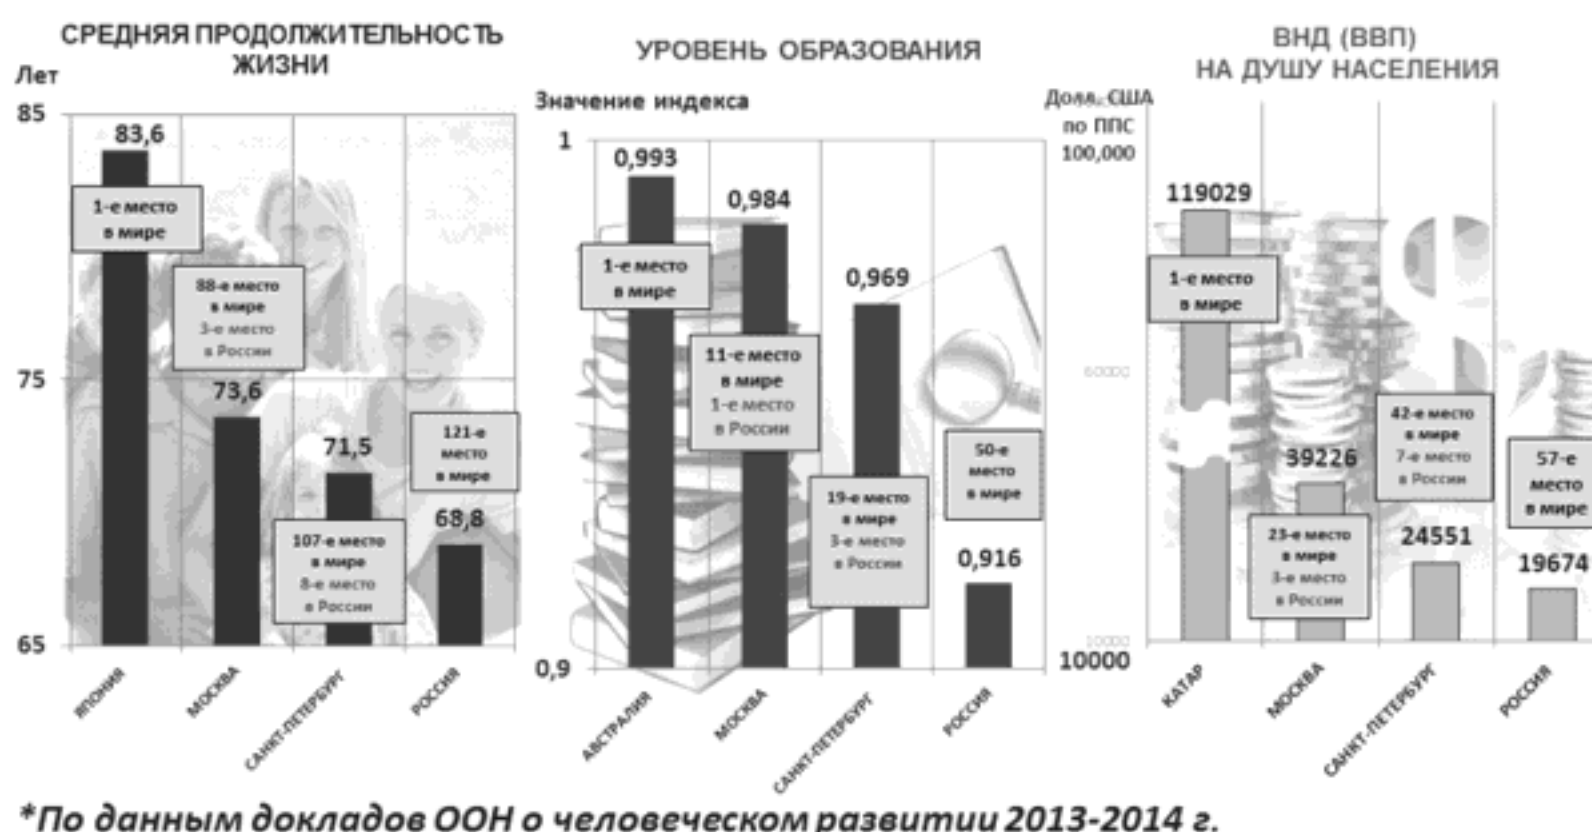 СРЕДНЯЯ ПРОДОЛЖИТЕЛЬНОСТЬ
ЖИЗНИ
Лет
85
83,6
1-е место
в мире
88-е место
в мире
3-е место
в России
75
73,6
71,5
121-е
место
в мире
68,8
107-е место
в мире
8-е место
в России
65
ЯПОНИЯ
МОСКВА
САНКТ-ПЕТЕРБУРГ
РОССИЯ
УРОВЕНЬ ОБРАЗОВАНИЯ
Значение индекса
1
0,993
0,984
1-е место
в мире
0,969
11-е место
в мире
1-е место
в России
50-е
место
в мире
19-е место
в мире
3-е место
в России
0,916
0,9
АВСТРАЛИЯ
МОСКВА
САНКТ-ПЕТЕРБУРГ
РОССИЯ
ВНД (ВВП)
НА ДУШУ НАСЕЛЕНИЯ
Долл. США
по ППС
100,000
119029
1-е место
в мире
60000
42-е место
в мире
7-е место
в России
39226
57-е
место
в мире
23-е место
в мире
3-е место
в России
24551
19674
10000
10000
КАТАР
МОСКВА
САНКТ-ПЕТЕРБУРГ
РОССИЯ
*По данным докладов ООН о человеческом развитии 2013-2014 г.